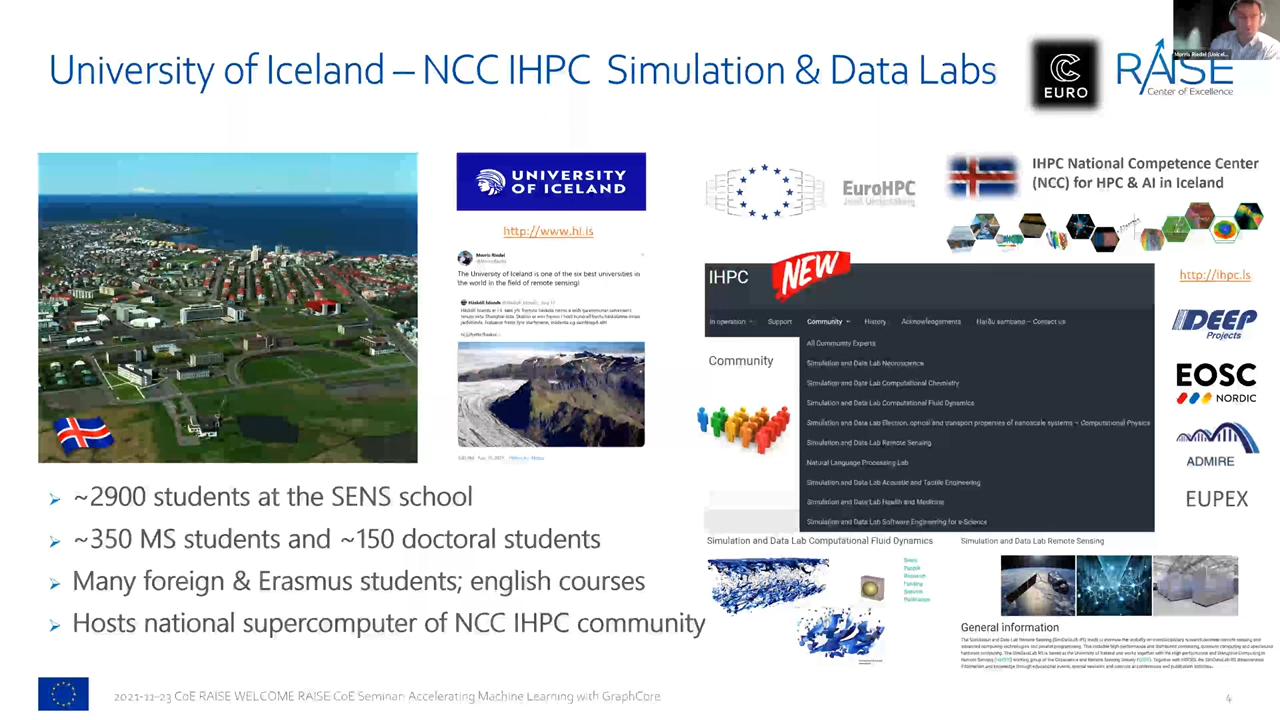 University of Iceland – NCC IHPC Simulation & Data Labs
EURO
RAISE
Center of Excellence
UNIVERSITY
OF ICELAND
http://www.hi.is
Morris Riedel
The University of Iceland is one of the six best universities in
the world in the field of remote sensing!
~2900 students at the SENS school
~350 MS students and ~150 doctoral students
Many foreign & Erasmus students; english courses
Hosts national supercomputer of NCC IHPC community
EuroHPC
Joint Undertaking
IHPC National Competence Center
(NCC) for HPC & AI in Iceland
http://ihpc.is
IHPC
NEW
In operation
Support
Community
History
Acknowledgements
Contact us
Community
All Community Experts
Simulation and Data Lab Neuroscience
Simulation and Data Lab Computational Chemistry
Simulation and Data Lab Computational Fluid Dynamics
Simulation and Data Lab Electron, optical and transport properties of nanoscale systems – Computational Physics
Simulation and Data Lab Remote Sensing
Natural Language Processing Lab
Simulation and Data Lab Acoustic and Tactile Engineering
Simulation and Data Lab Health and Medicine
Simulation and Data Lab Software Engineering for e-Science
DEEP
Projects
EOSC
NORDIC
ADMIRE
EUPEX
Simulation and Data Lab Computational Fluid Dynamics
News
People
Research
Funding
Publication
Simulation and Data Lab Remote Sensing
General information
2021-11-23 CoE RAISE WELCOME RAISE CoE Seminar: Accelerating Machine Learning with GraphCore
4